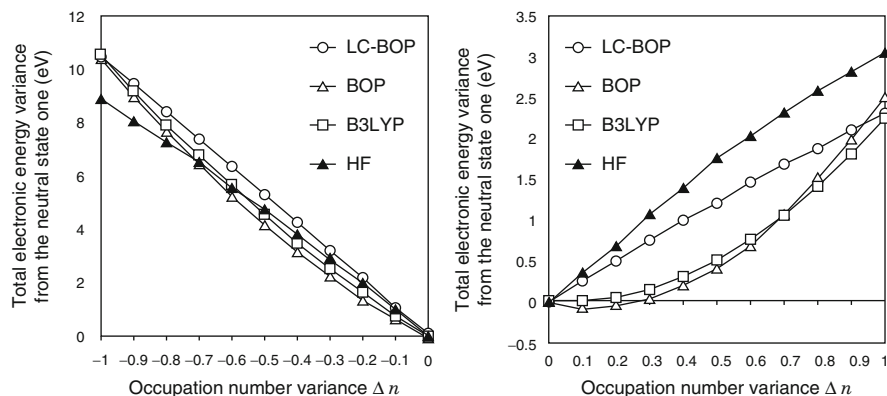 Total electronic energy variance
from the neutral state one (eV)
12
10
8
6
4
2
0
LC-BOP
BOP
B3LYP
HF
−1 −0.9 −0.8 −0.7 −0.6 −0.5 −0.4 −0.3 −0.2 −0.1 0
Occupation number variance Δ n
Total electronic energy variance
from the neutral state one (eV)
3.5
3
2.5
2
1.5
1
0.5
0
−0.5
LC-BOP
BOP
B3LYP
HF
0 0.1 0.2 0.3 0.4 0.5 0.6 0.7 0.8 0.9 1
Occupation number variance Δ n